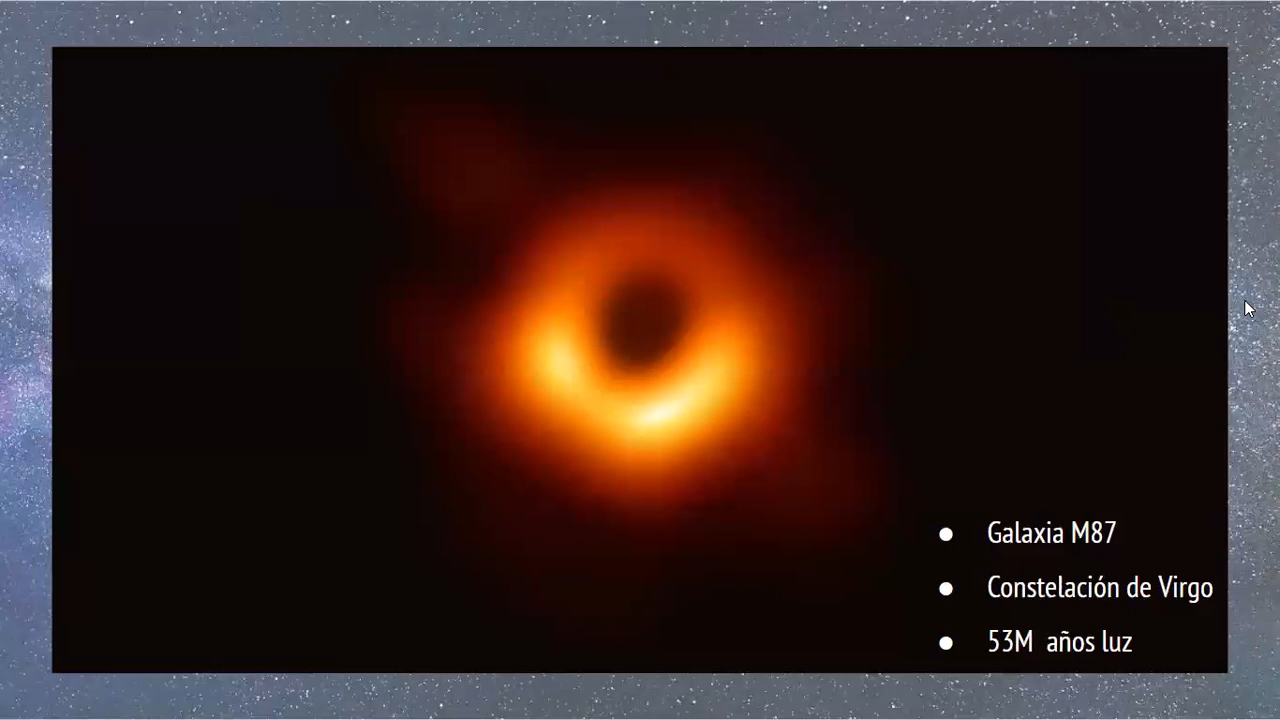 ● Galaxia M87
● Constelación de Virgo
● 53M años luz